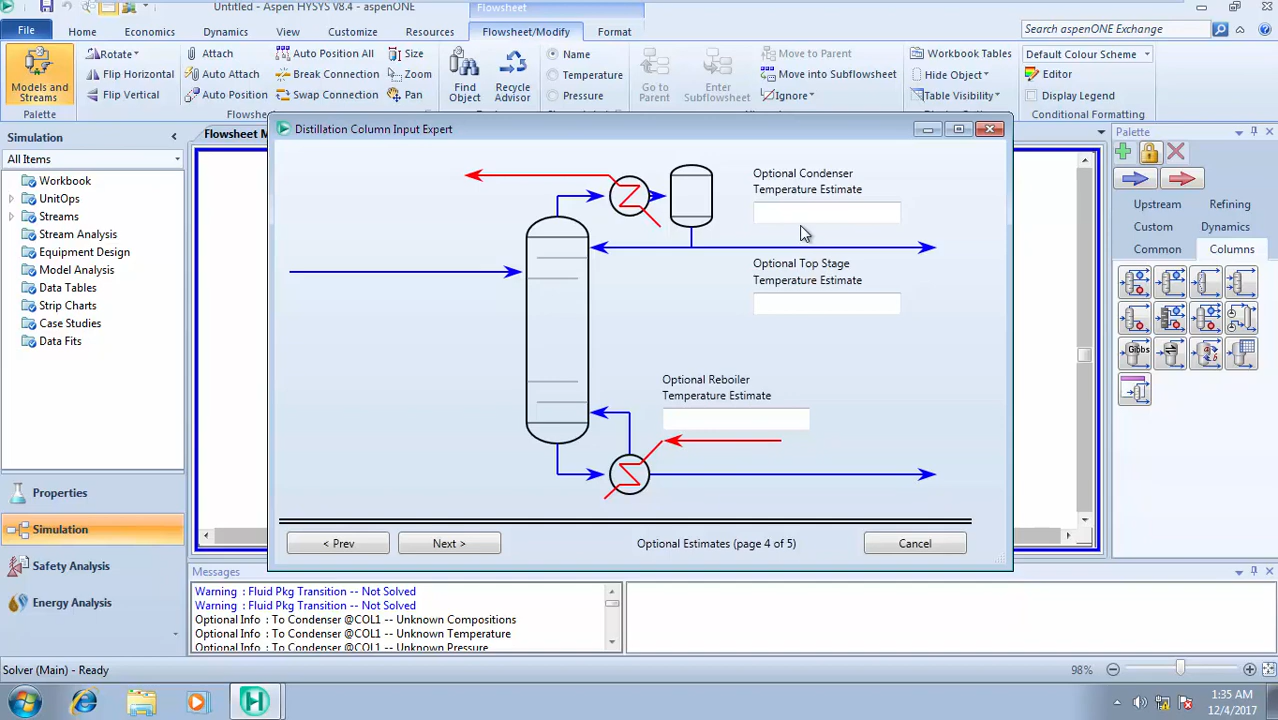 Untitled - Aspen HYSYS V8.4 - aspenONE
Flowsheet
File
Home
Economics
Dynamics
View
Customize
Resources
Flowsheet/Modify
Format
Search aspenONE Exchange
Models and
Streams
Palette
Rotate
Flip Horizontal
Flip Vertical
Attach
Auto Attach
Auto Position
Auto Position All
Break Connection
Swap Connection
Size
Zoom
Pan
Find
Object
Recycle
Advisor
Name
Temperature
Pressure
Go to
Parent
Enter
Subflowsheet
Move to Parent
Move into Subflowsheet
Ignore
Workbook Tables
Hide Object
Table Visibility
Default Colour Scheme
Editor
Display Legend
Conditional Formatting
Simulation
All Items
Workbook
UnitOps
Streams
Stream Analysis
Equipment Design
Model Analysis
Data Tables
Strip Charts
Case Studies
Data Fits
Properties
Simulation
Safety Analysis
Energy Analysis
Flowsheet M
Distillation Column Input Expert
Optional Condenser
Temperature Estimate
Optional Top Stage
Temperature Estimate
Optional Reboiler
Temperature Estimate
< Prev
Next >
Optional Estimates (page 4 of 5)
Cancel
Palette
Upstream
Refining
Custom
Dynamics
Common
Columns
Gibbs
Messages
Warning : Fluid Pkg Transition -- Not Solved
Warning : Fluid Pkg Transition -- Not Solved
Optional Info : To Condenser @COL1 -- Unknown Compositions
Optional Info : To Condenser @COL1 -- Unknown Temperature
Optional Info : To Condenser @COL1 -- Unknown Pressure
Solver (Main) - Ready
98%
1:35 AM
12/4/2017